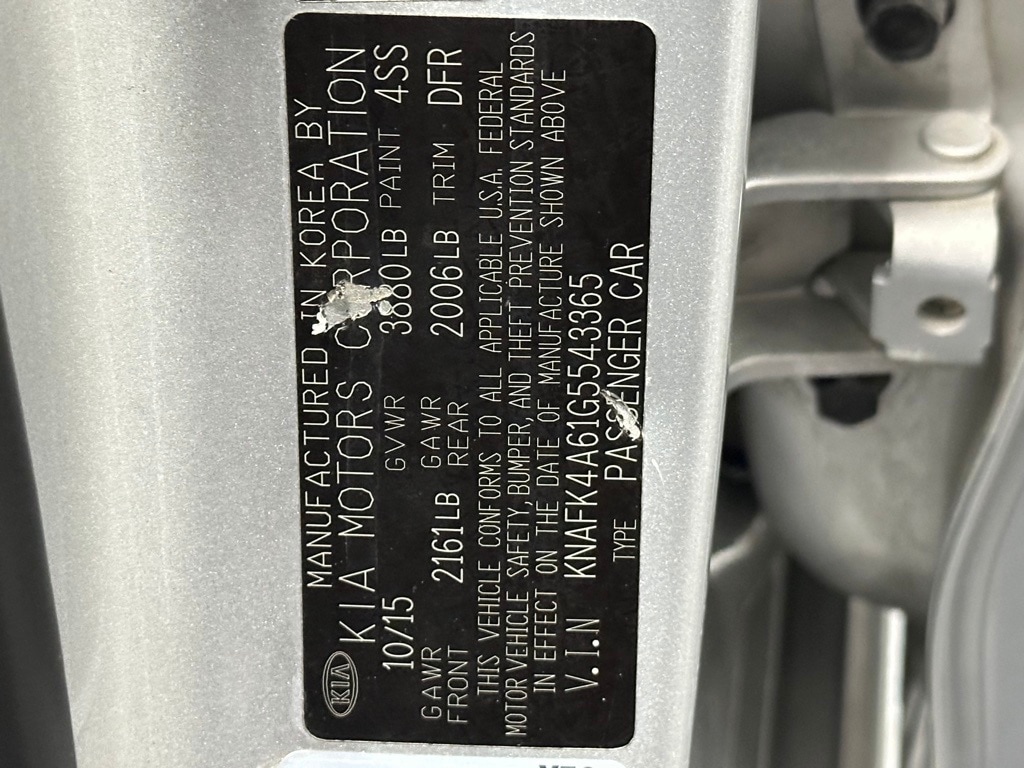 MANUFACTURED IN KOREA BY
KIA KIA MOTORS CORPORATION
10/15 GVWR 3880LB PAINT 4SS
GAWR FRONT 2161LB GAWR REAR 2006LB TRIM DFR
THIS VEHICLE CONFORMS TO ALL APPLICABLE U.S.A. FEDERAL
MOTOR VEHICLE SAFETY, BUMPER, AND THEFT PREVENTION STANDARDS
IN EFFECT ON THE DATE OF MANUFACTURE SHOWN ABOVE
V.I.N KNAFK4A61G5543365
TYPE PASSENGER CAR